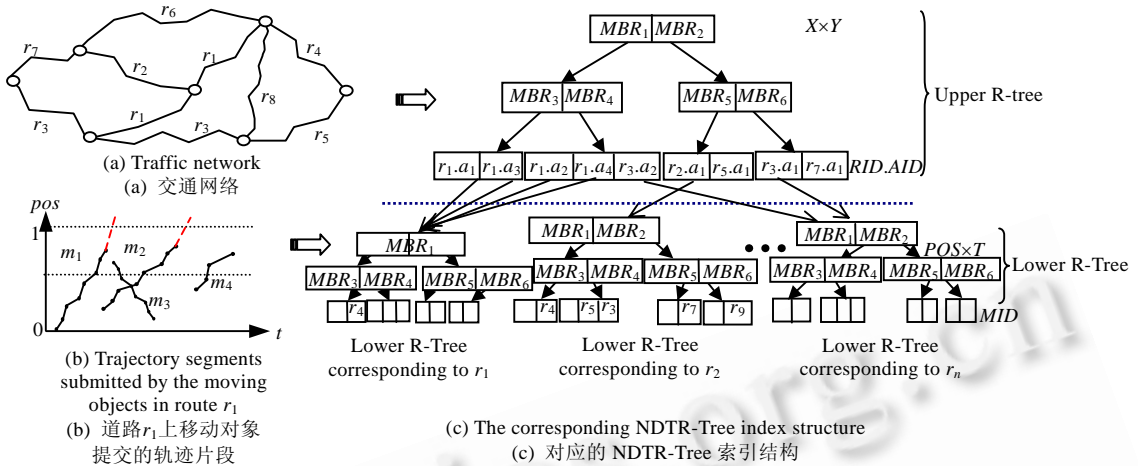 r6
r7
r2
r1
r4
r8
r3
r1
r3
r5
(a) Traffic network
(a) 交通网络
pos
1
m1
m2
m3
m4
0
t
(b) Trajectory segments
submitted by the moving
objects in route r1
(b) 道路r1上移动对象
提交的轨迹片段
MBR1 MBR2
X×Y
MBR3 MBR4
MBR5 MBR6
Upper R-tree
r1.a1 r1.a3 r1.a2 r1.a4 r3.a2 r2.a1 r5.a1 r3.a1 r7.a1 RID.AID
MBR1
MBR1 MBR2
MBR1 MBR2
POS×T
MBR3 MBR4 MBR5 MBR6
MBR3 MBR4 MBR5 MBR6
MBR3 MBR4 MBR5 MBR6
Lower R-Tree
r4
r4 r5 r3 r7 r9
MID
Lower R-Tree
corresponding to r1
Lower R-Tree
corresponding to r2
Lower R-Tree
corresponding to rn
(c) The corresponding NDTR-Tree index structure
(c) 对应的 NDTR-Tree 索引结构